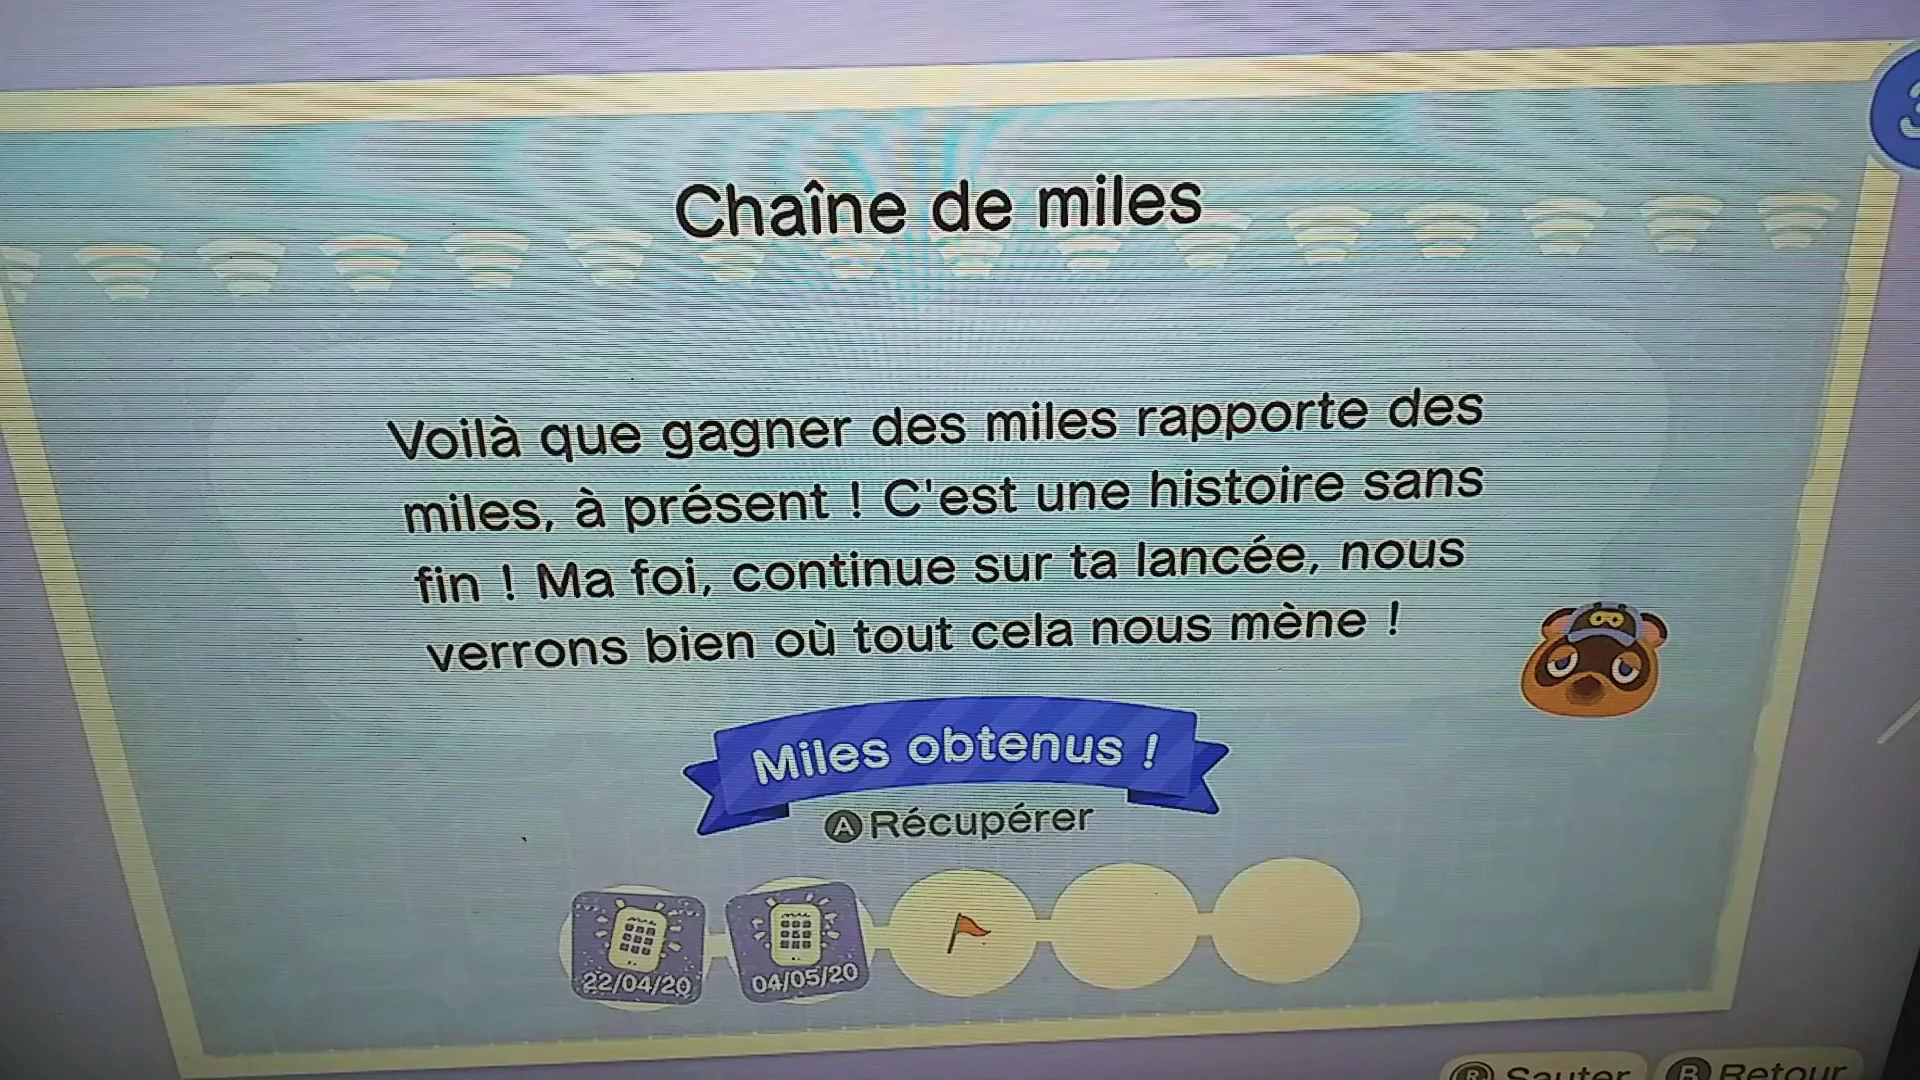 Chaîne de miles
Voilà que gagner des miles rapporte des
miles, à présent ! C'est une histoire sans
fin ! Ma foi, continue sur ta lancée, nous
verrons bien où tout cela nous mène !
Miles obtenus !
A Récupérer
22/04/20
04/05/20
R Sauter
B Retour